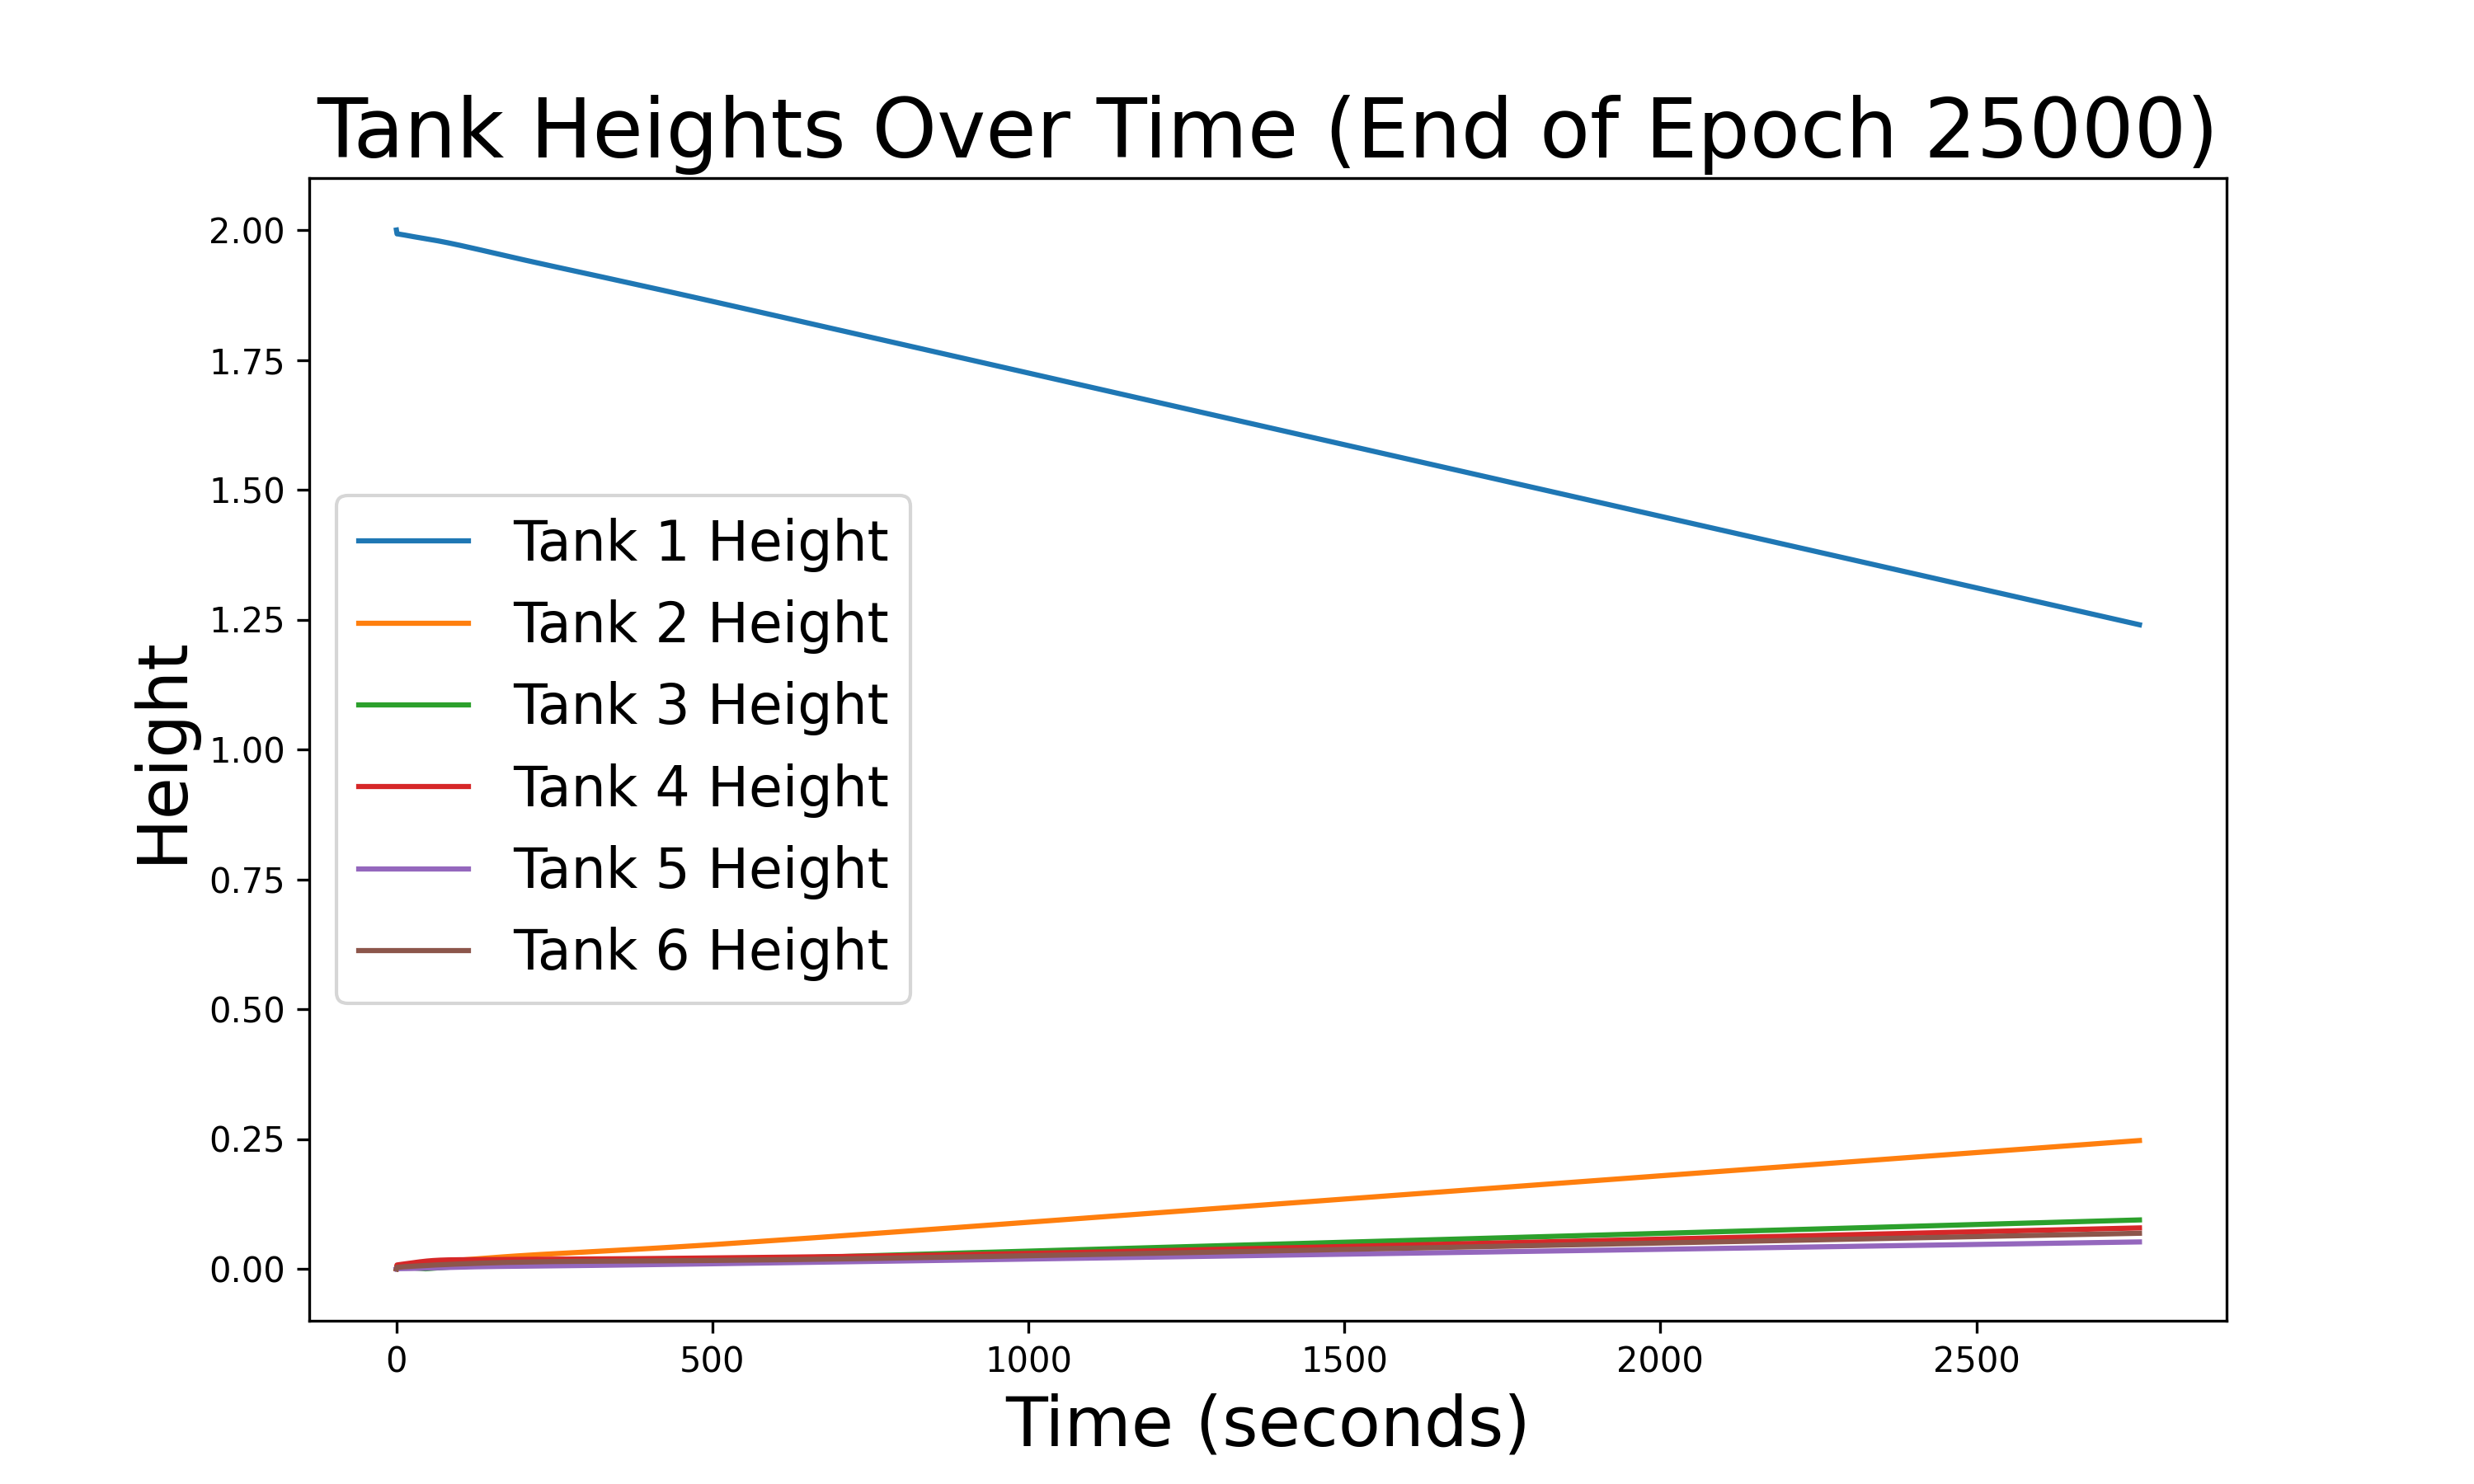 Tank Heights Over Time (End of Epoch 25000)
Height
2.00
1.75
1.50
1.25
1.00
0.75
0.50
0.25
0.00
Tank 1 Height
Tank 2 Height
Tank 3 Height
Tank 4 Height
Tank 5 Height
Tank 6 Height
0 500 1000 1500 2000 2500
Time (seconds)